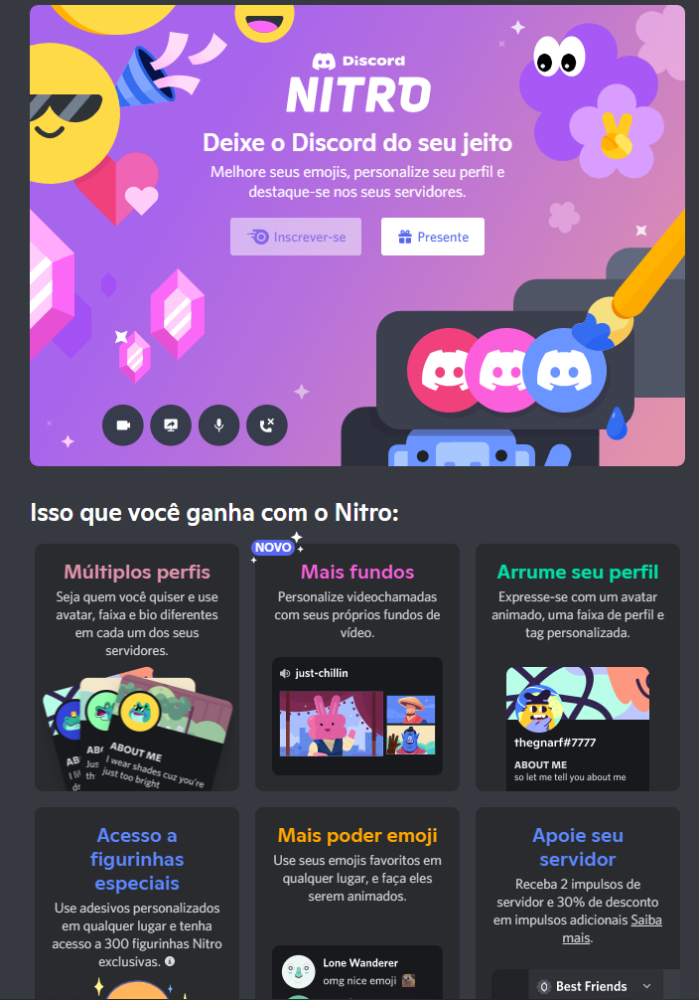 Discord
NITRO
Deixe o Discord do seu jeito
Melhore seus emojis, personalize seu perfil e
destaque-se nos seus servidores.
Inscrever-se
Presente
Isso que você ganha com o Nitro:
Múltiplos perfis
Seja quem você quiser e use
avatar, faixa e bio diferentes
em cada um dos seus
servidores.
ABOUT ME
I wear shades cuz you're
just too bright
NOVO
Mais fundos
Personalize videochamadas
com seus próprios fundos de
vídeo.
just-chillin
Arrume seu perfil
Expresse-se com um avatar
animado, uma faixa de perfil e
tag personalizada.
thegnarf#7777
ABOUT ME
so let me tell you about me
Acesso a
figurinhas
especiais
Use adesivos personalizados
em qualquer lugar e tenha
acesso a 300 figurinhas Nitro
exclusivas.
Mais poder emoji
Use seus emojis favoritos em
qualquer lugar, e faça eles
serem animados.
Lone Wanderer
omg nice emoji
Apoie seu
servidor
Receba 2 impulsos de
servidor e 30% de desconto
em impulsos adicionais Saiba
mais.
Best Friends